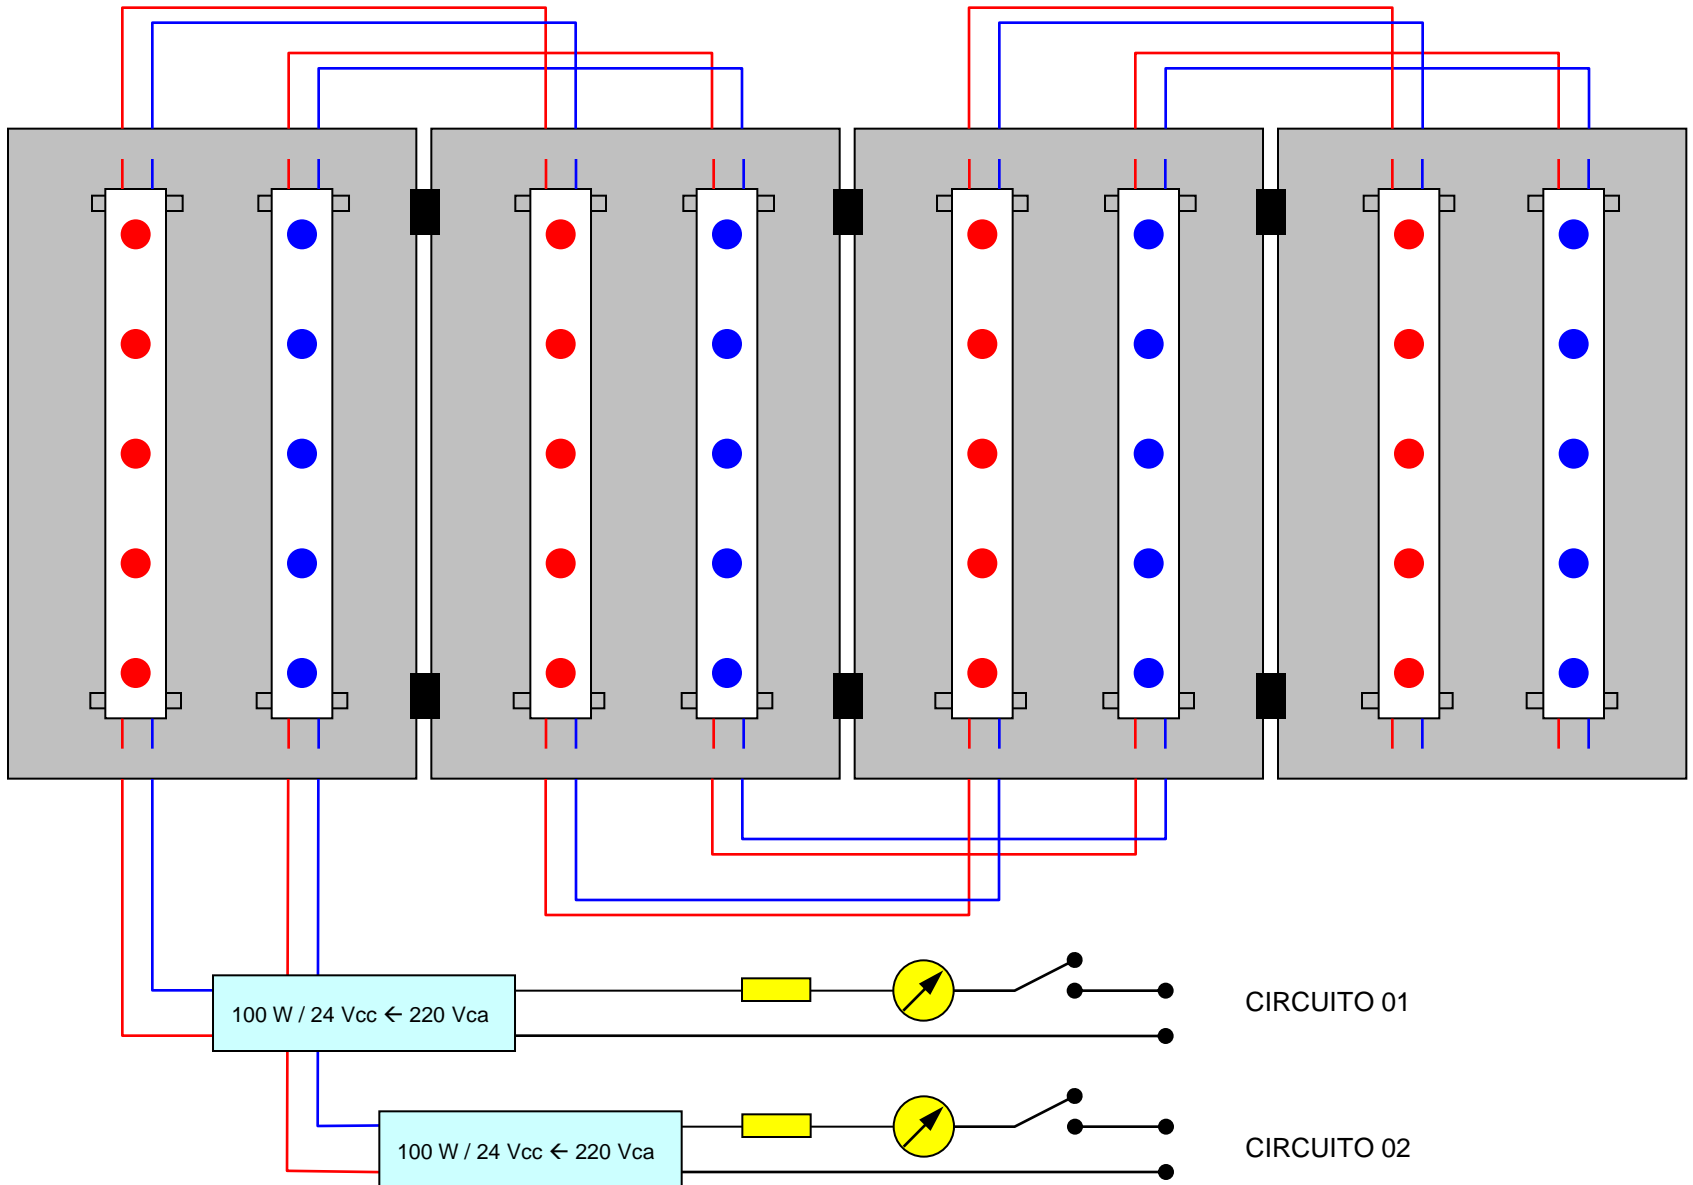 100 W / 24 Vcc ← 220 Vca
CIRCUITO 01
100 W / 24 Vcc ← 220 Vca
CIRCUITO 02